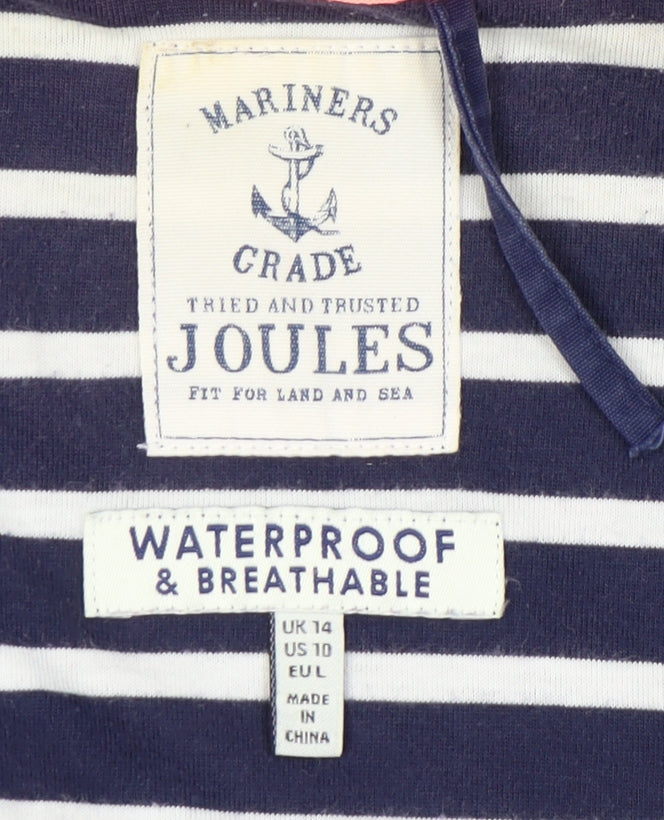 MARINERS
GRADE
TRIED AND TRUSTED
JOULES
FIT FOR LAND AND SEA
WATERPROOF
& BREATHABLE
UK 14
US 10
EU L
MADE
IN
CHINA